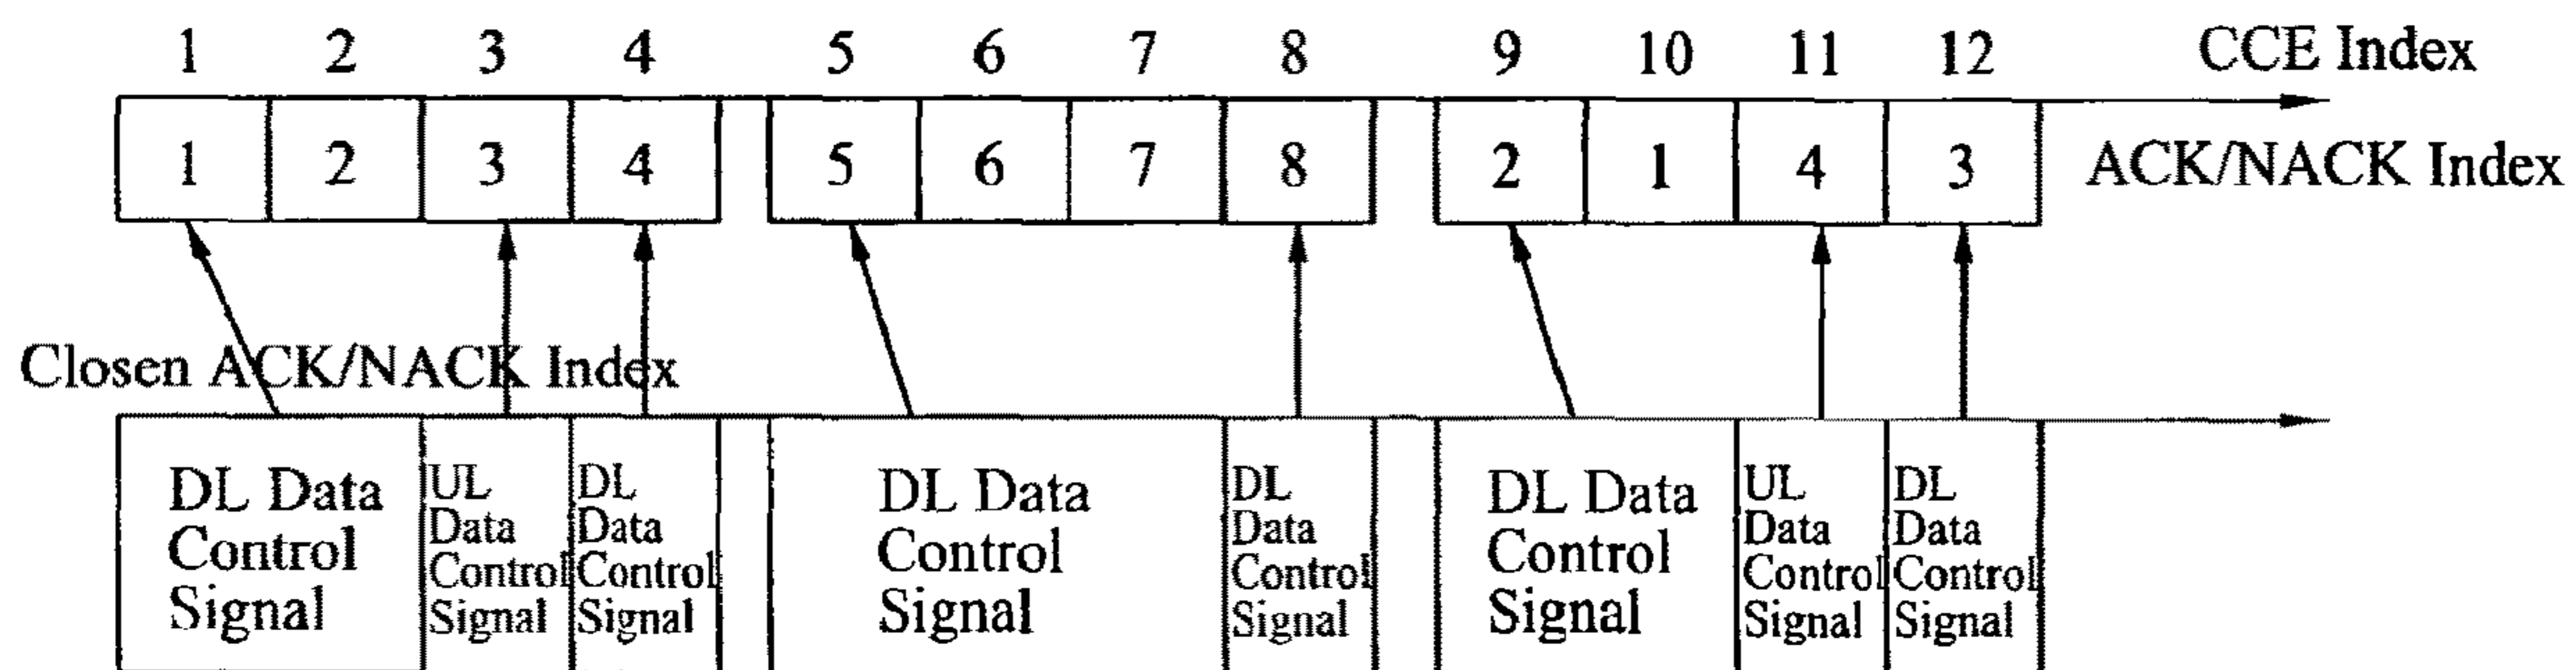 1 2 3 4 5 6 7 8 9 10 11 12 CCE Index
1 2 3 4 5 6 7 8 2 1 4 3 ACK/NACK Index
Closen ACK/NACK Index
DL Data
Control
Signal
UL
Data
Control
Signal
DL
Data
Control
Signal
DL Data
Control
Signal
DL
Data
Control
Signal
DL Data
Control
Signal
UL
Data
Control
Signal
DL
Data
Control
Signal